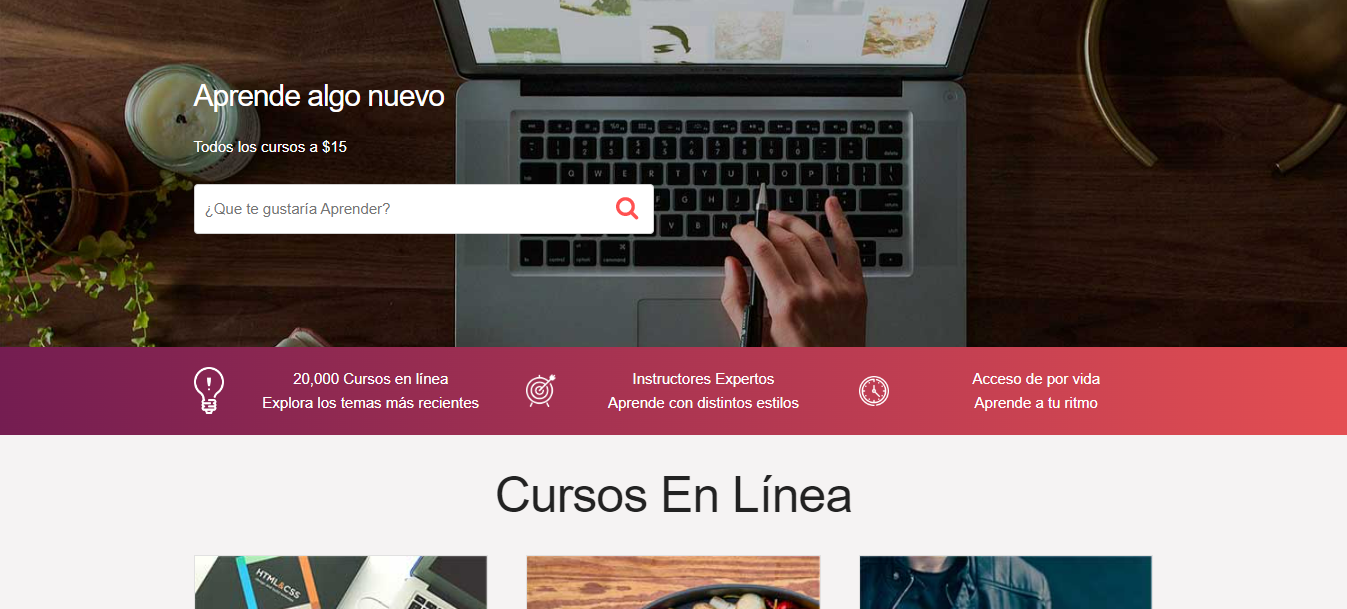 Aprende algo nuevo
Todos los cursos a $15
¿Que te gustaría Aprender?
20,000 Cursos en línea
Explora los temas más recientes
Instructores Expertos
Aprende con distintos estilos
Acceso de por vida
Aprende a tu ritmo
Cursos En Línea
HTML&CSS